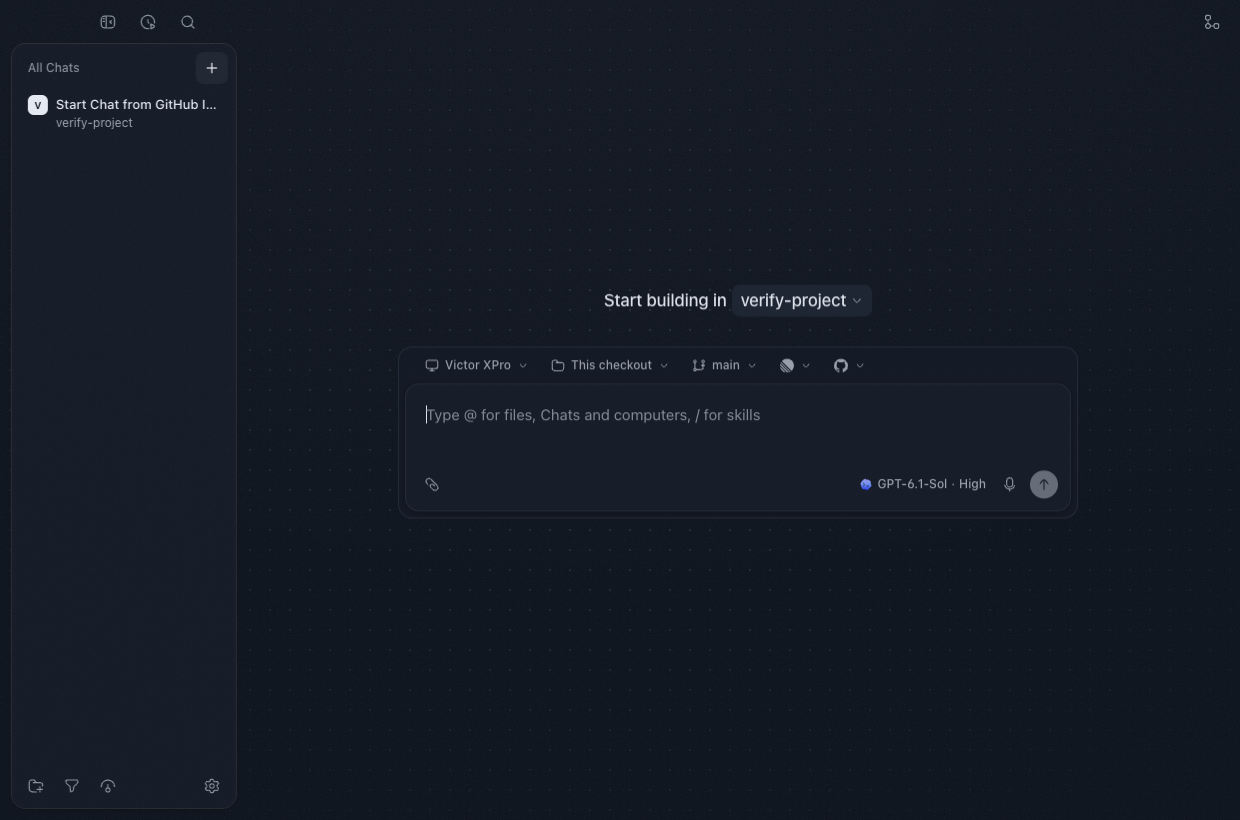 All Chats
V
Start Chat from GitHub I...
verify-project
Start building in verify-project
Victor XPro
This checkout
main
Type @ for files, Chats and computers, / for skills
GPT-6.1-Sol · High